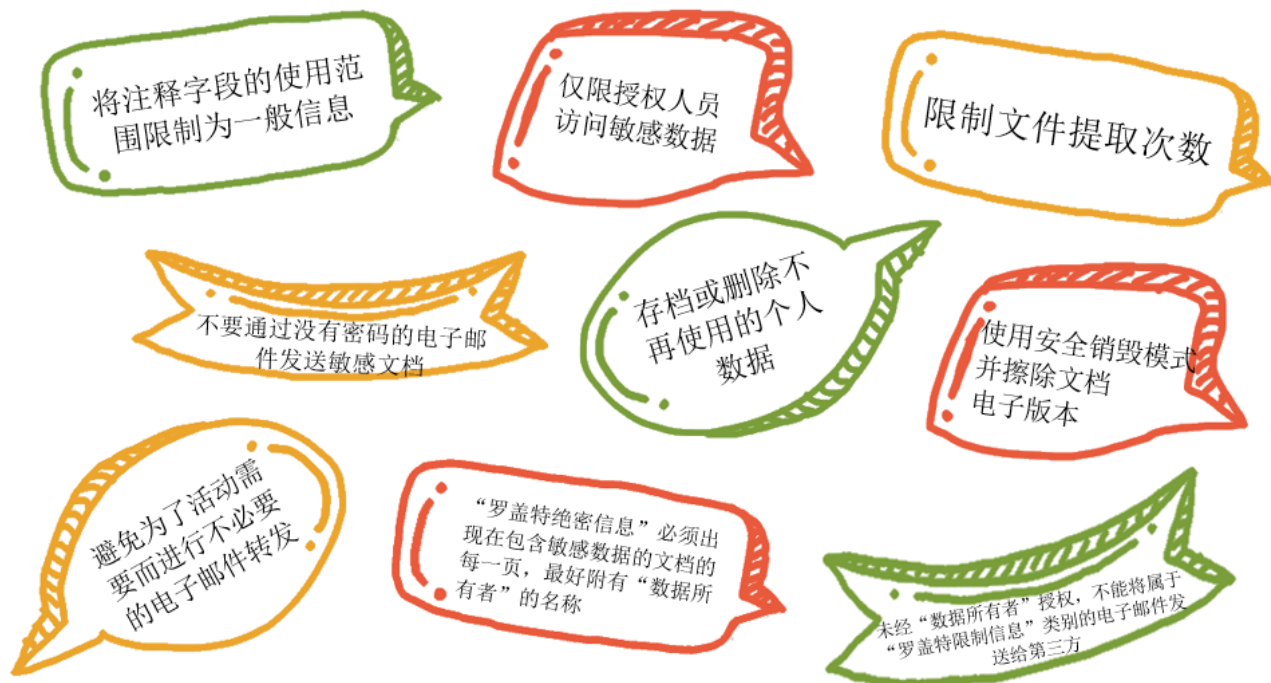 将注释字段的使用范
围限制为一般信息
仅限授权人员
访问敏感数据
限制文件提取次数
不要通过没有密码的电子邮
件发送敏感文档
存档或删除不
再使用的个人
数据
使用安全销毁模式
并擦除文档
电子版本
避免为了活动需
要而进行不必要
的电子邮件转发
“罗盖特绝密信息”必须出
现在包含敏感数据的文档的
每一页，最好附有“数据所
有者”的名称
未经“数据所有者”授权，不能将属于
“罗盖特限制信息”类别的电子邮件发
送给第三方